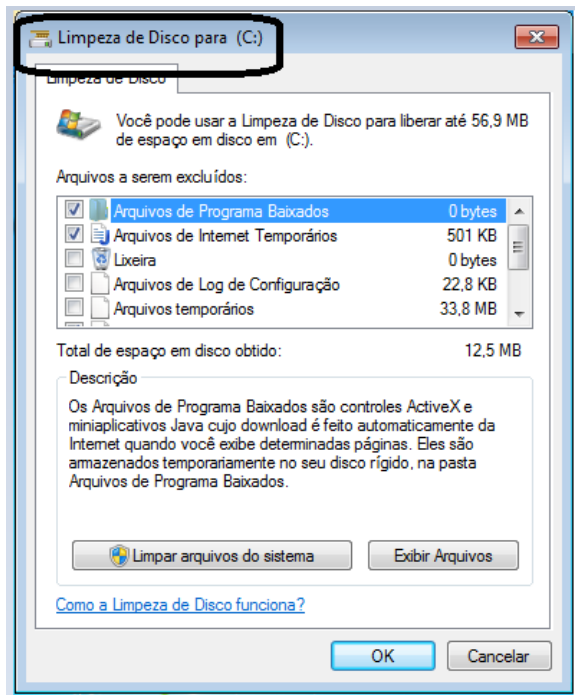 Limpeza de Disco para (C:)
Limpeza de Disco
Você pode usar a Limpeza de Disco para liberar até 56,9 MB
de espaço em disco em (C:).
Arquivos a serem excluídos:
Arquivos de Programa Baixados 0 bytes
Arquivos de Internet Temporários 501 KB
Lixeira 0 bytes
Arquivos de Log de Configuração 22,8 KB
Arquivos temporários 33,8 MB
Total de espaço em disco obtido: 12,5 MB
Descrição
Os Arquivos de Programa Baixados são controles ActiveX e
miniaplicativos Java cujo download é feito automaticamente da
Internet quando você exibe determinadas páginas. Eles são
armazenados temporariamente no seu disco rígido, na pasta
Arquivos de Programa Baixados.
Limpar arquivos do sistema Exibir Arquivos
Como a Limpeza de Disco funciona?
OK Cancelar